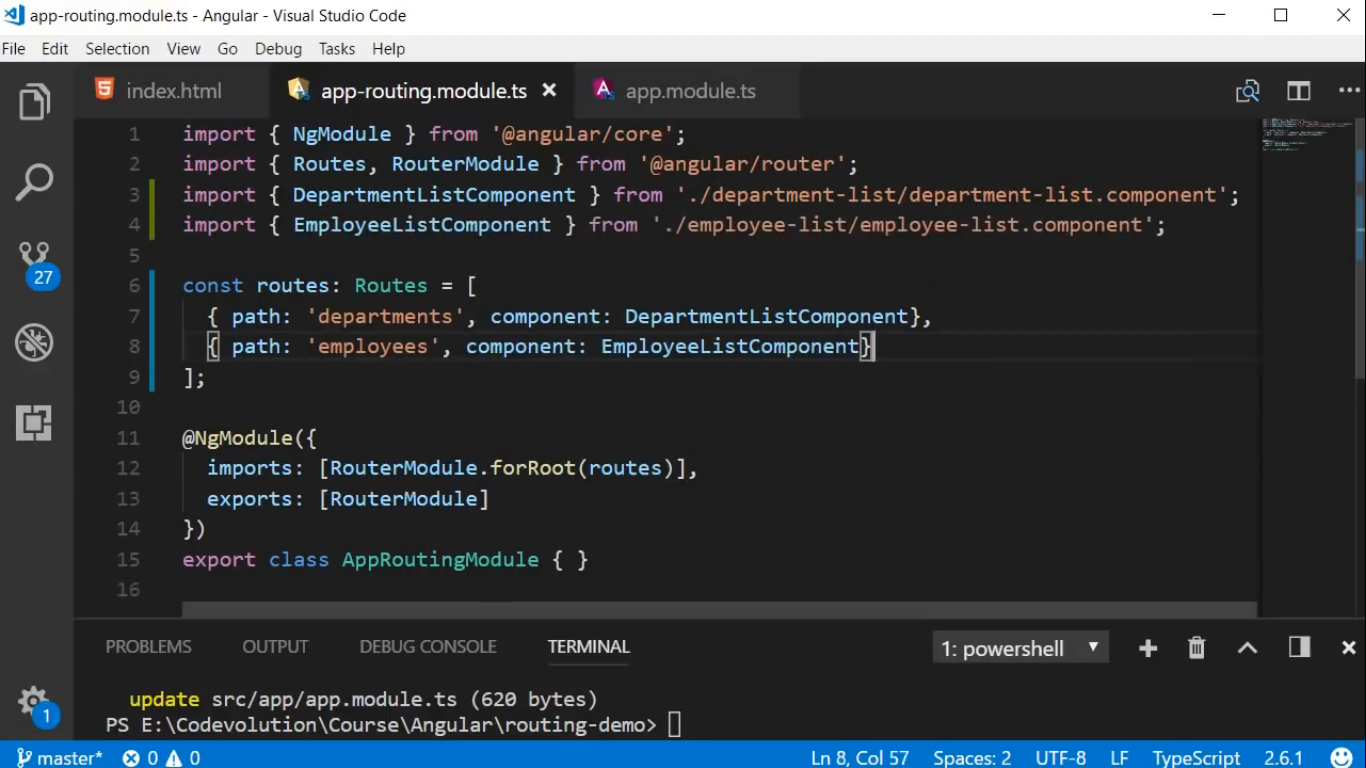 app-routing.module.ts - Angular - Visual Studio Code
File Edit Selection View Go Debug Tasks Help
index.html app-routing.module.ts app.module.ts
1 import { NgModule } from '@angular/core';
2 import { Routes, RouterModule } from '@angular/router';
3 import { DepartmentListComponent } from './department-list/department-list.component';
4 import { EmployeeListComponent } from './employee-list/employee-list.component';
5
6 const routes: Routes = [
7 { path: 'departments', component: DepartmentListComponent},
8 { path: 'employees', component: EmployeeListComponent}
9 ];
10
11 @NgModule({
12 imports: [RouterModule.forRoot(routes)],
13 exports: [RouterModule]
14 })
15 export class AppRoutingModule { }
16
27
1
PROBLEMS OUTPUT DEBUG CONSOLE TERMINAL 1: powershell
update src/app/app.module.ts (620 bytes)
PS E:\Codevolution\Course\Angular\routing-demo>
master* 0 0 Ln 8, Col 57 Spaces: 2 UTF-8 LF TypeScript 2.6.1